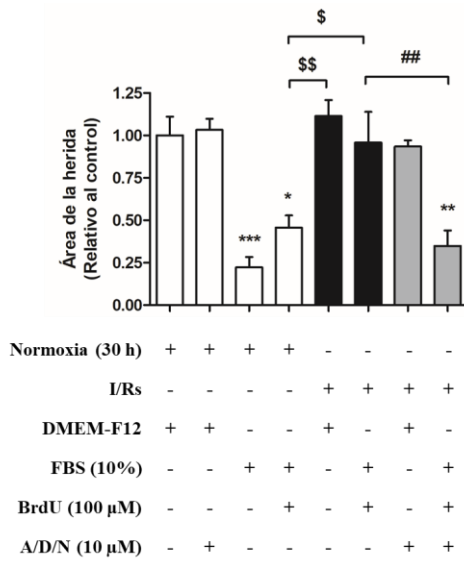 $
$$
##
Área de la herida
(Relativo al control)
1.25
1.00
0.75
0.50
0.25
0.00
***
*
**
Normoxia (30 h) + + + + - - - -
I/Rs - - - - + + + +
DMEM-F12 + + - - + - + -
FBS (10%) - - + + - + - +
BrdU (100 µM) - - - + - + - +
A/D/N (10 µM) - + - - - - + +